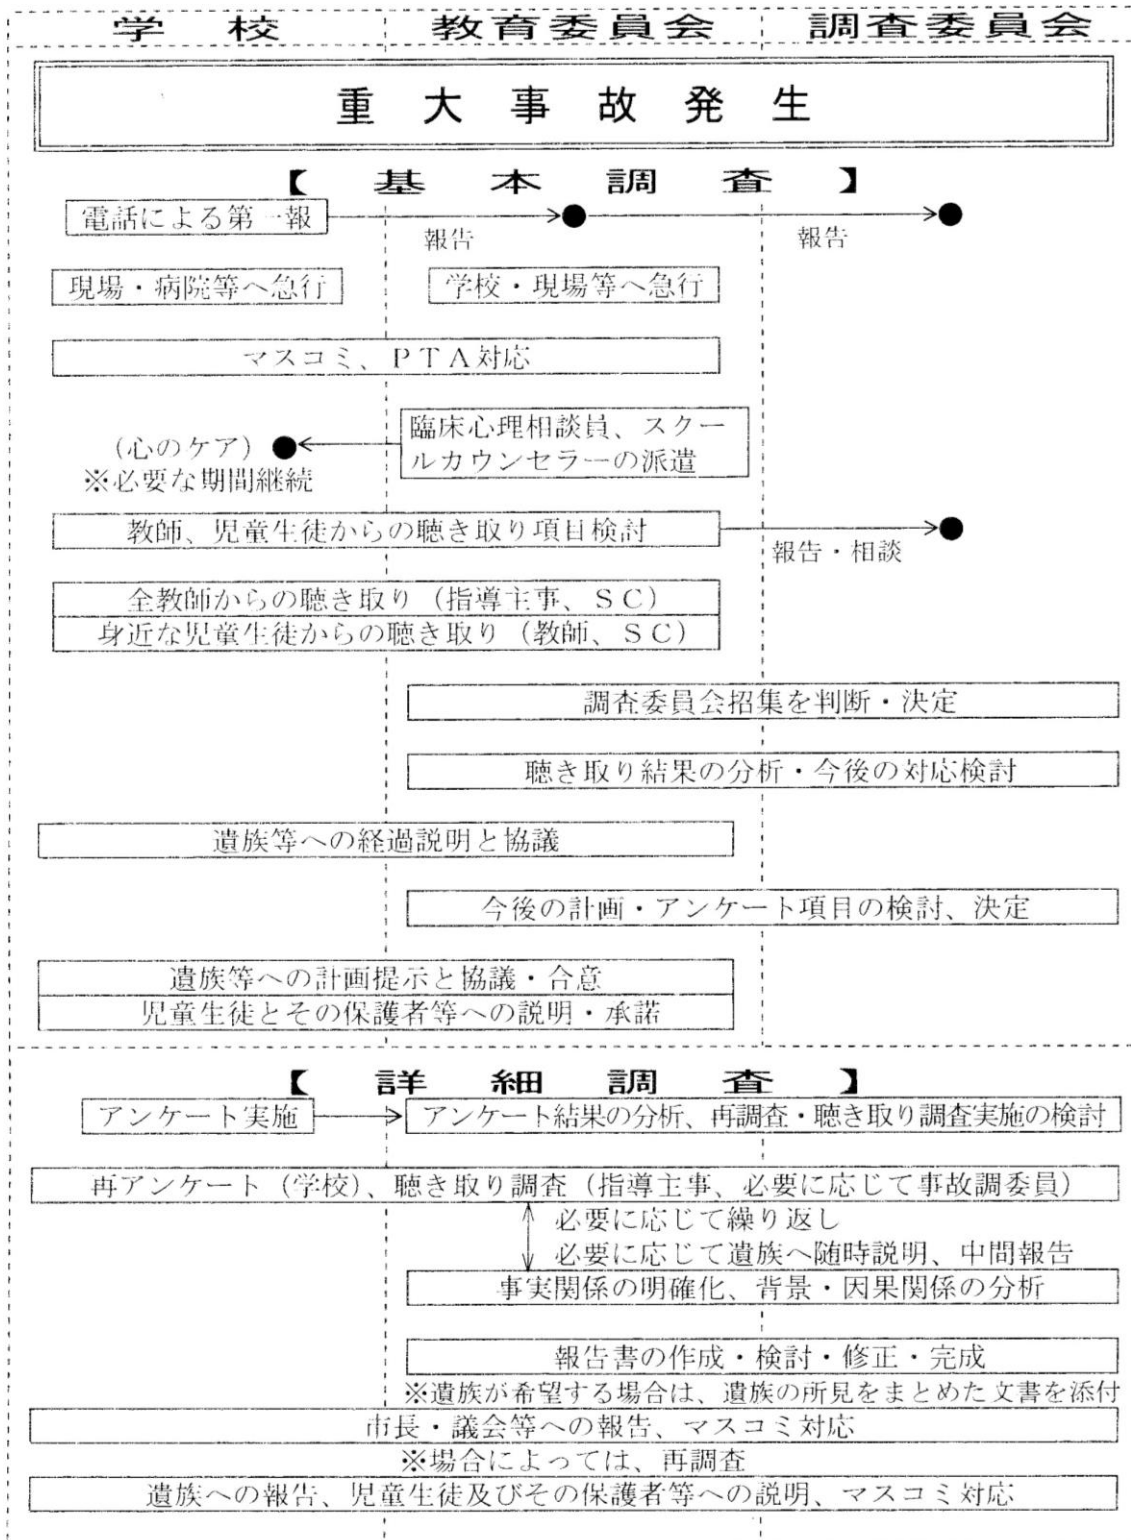 学校　教育委員会　調査委員会
重大事故発生
【基本調査】
電話による第一報
報告
報告
現場・病院等へ急行
学校・現場等へ急行
マスコミ、ＰＴＡ対応
臨床心理相談員、スクー
ルカウンセラーの派遣
(心のケア)
※必要な期間継続
教師、児童生徒からの聴き取り項目検討
報告・相談
全教師からの聴き取り（指導主事、ＳＣ）
身近な児童生徒からの聴き取り（教師、ＳＣ）
調査委員会招集を判断・決定
聴き取り結果の分析・今後の対応検討
遺族等への経過説明と協議
今後の計画・アンケート項目の検討、決定
遺族等への計画提示と協議・合意
児童生徒とその保護者等への説明・承諾
【詳細調査】
アンケート実施
アンケート結果の分析、再調査・聴き取り調査実施の検討
再アンケート（学校）、聴き取り調査（指導主事、必要に応じて事故調委員）
必要に応じて繰り返し
必要に応じて遺族へ随時説明、中間報告
事実関係の明確化、背景・因果関係の分析
報告書の作成・検討・修正・完成
※遺族が希望する場合は、遺族の所見をまとめた文書を添付
市長・議会等への報告、マスコミ対応
※場合によっては、再調査
遺族への報告、児童生徒及びその保護者等への説明、マスコミ対応